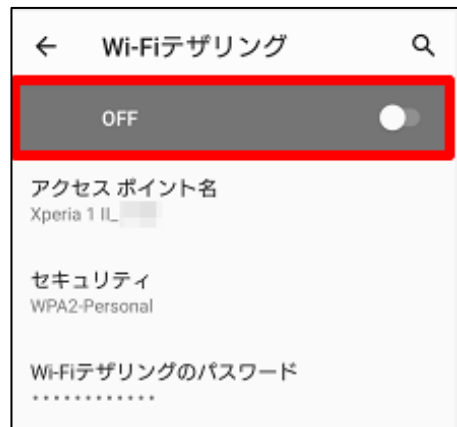 Wi-Fiテザリング
OFF
アクセス ポイント名
Xperia 1 II_
セキュリティ
WPA2-Personal
Wi-Fiテザリングのパスワード
············